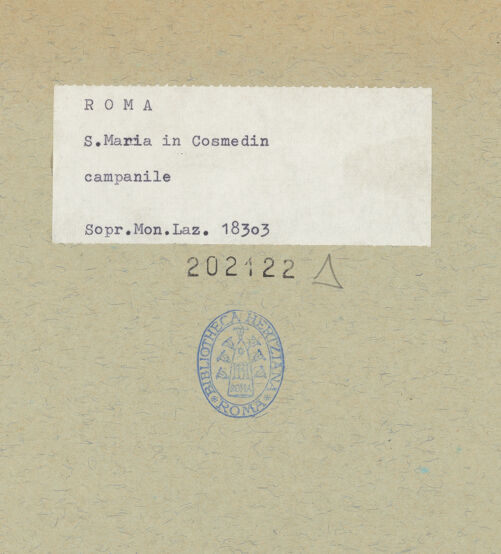 R O M A
S.Maria in Cosmedin
campanile
Sopr.Mon.Laz. 18303
202122
BIBLIOTHECA HERTZIANA
ROMA
ROMA